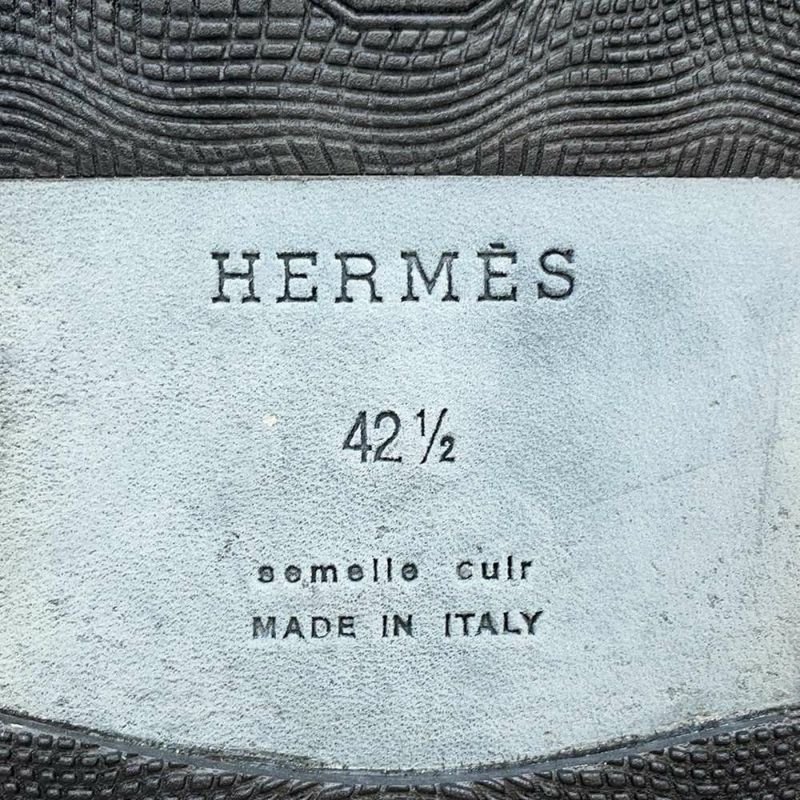 HERMÈS
42 ½
semelle cuir
MADE IN ITALY